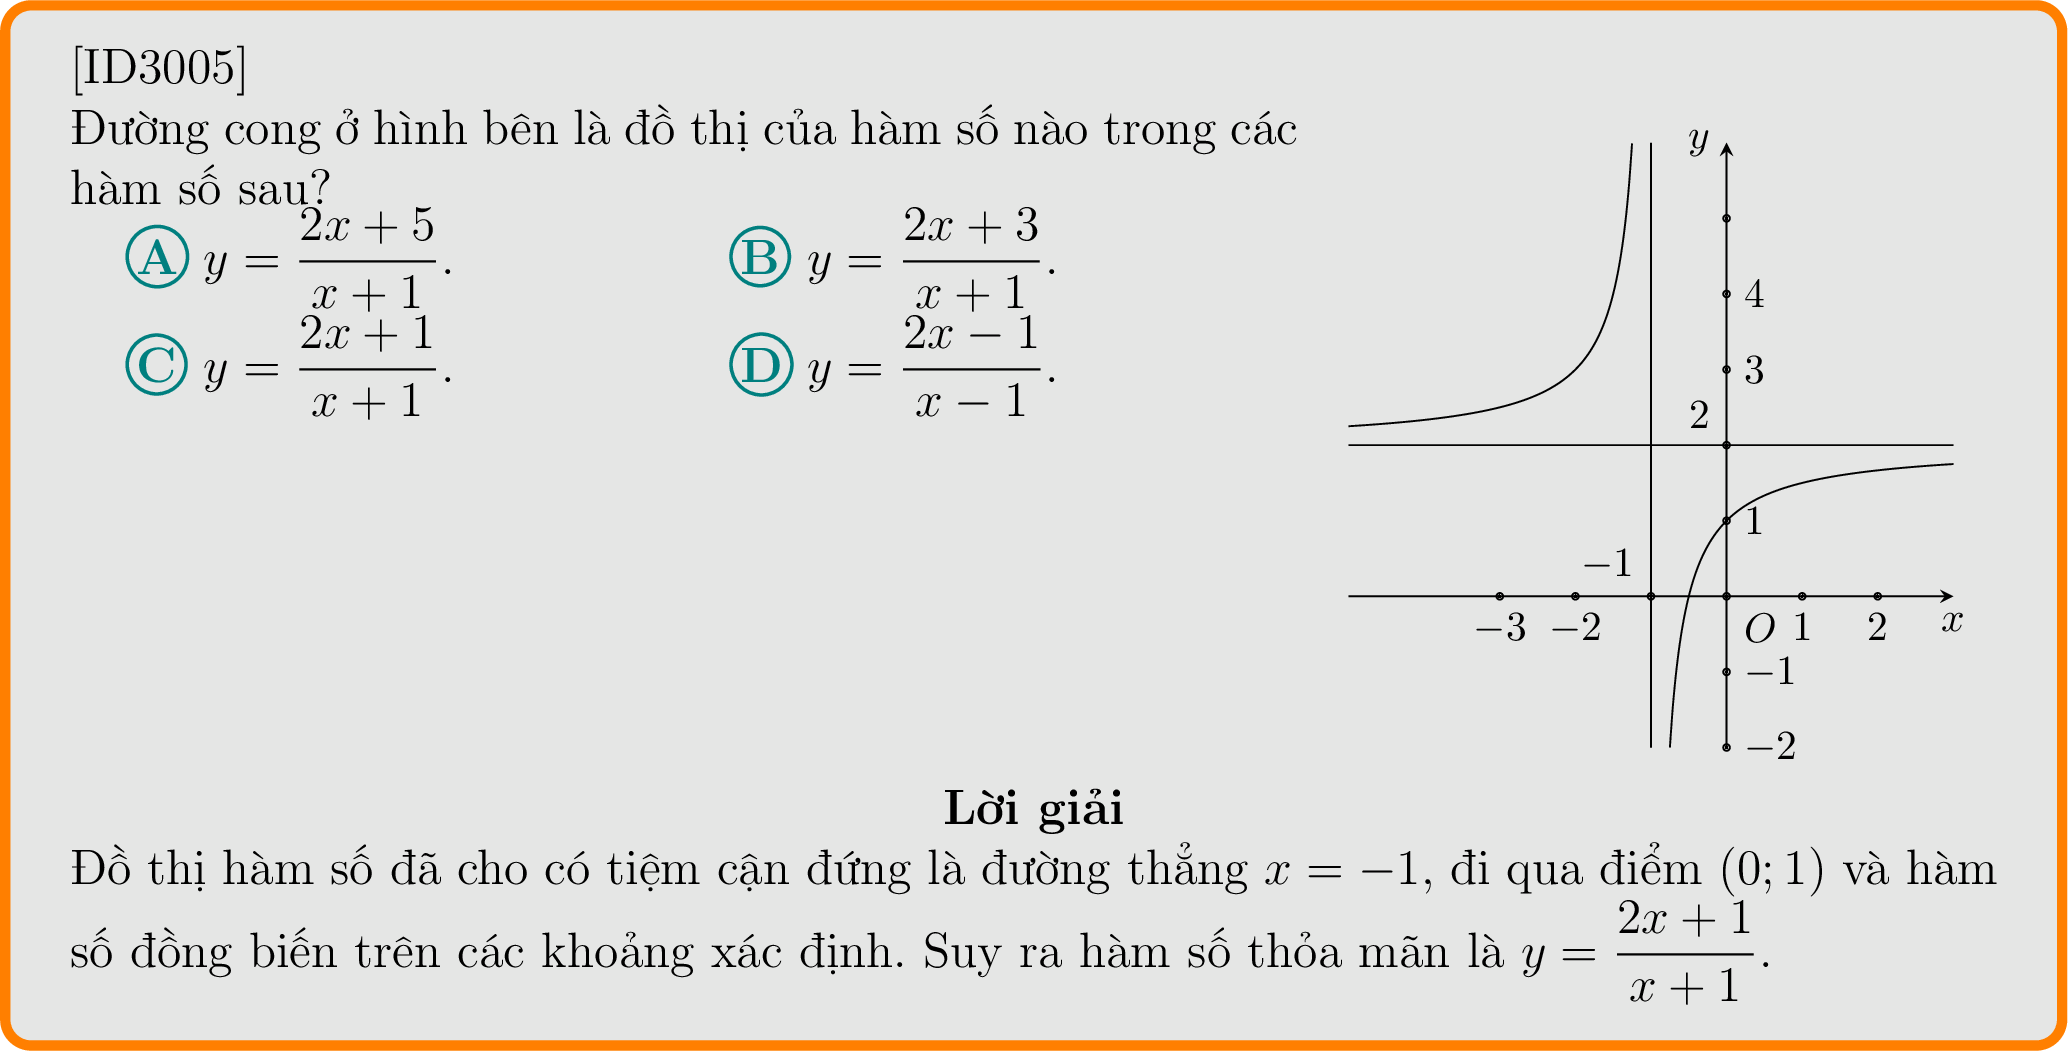 [ID3005]
Đường cong ở hình bên là đồ thị của hàm số nào trong các
hàm số sau?
A y = \frac{2x + 5}{x + 1}. B y = \frac{2x + 3}{x + 1}.
C y = \frac{2x + 1}{x + 1}. D y = \frac{2x − 1}{x − 1}.
y
4
3
2
1
−1
−3 −2 O 1 2 x
−1
−2
Lời giải
Đồ thị hàm số đã cho có tiệm cận đứng là đường thẳng x = −1, đi qua điểm (0; 1) và hàm
số đồng biến trên các khoảng xác định. Suy ra hàm số thỏa mãn là y = \frac{2x + 1}{x + 1}.